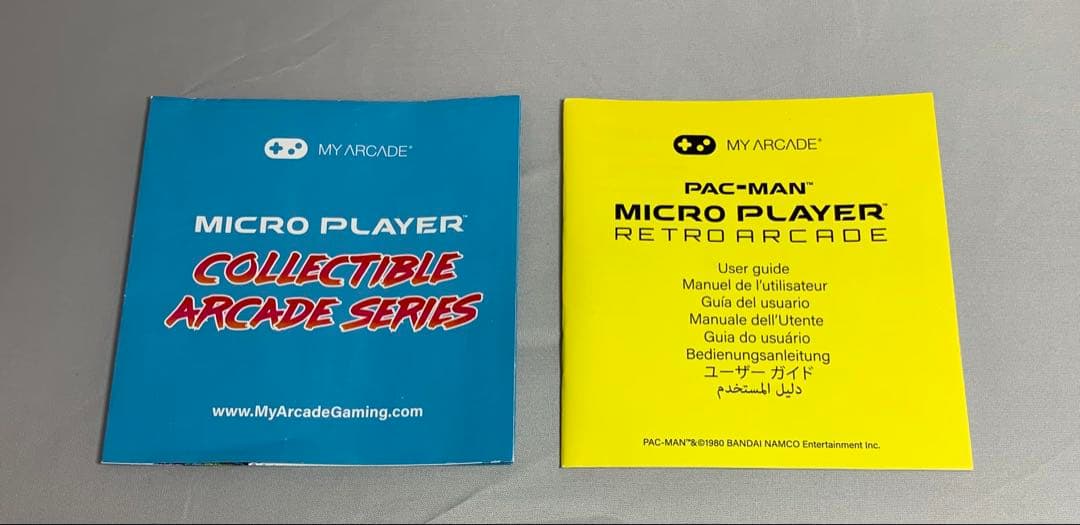 MY ARCADE®
MICRO PLAYER™
COLLECTIBLE
ARCADE SERIES
www.MyArcadeGaming.com
MY ARCADE®
PAC-MAN™
MICRO PLAYER™
RETRO ARCADE
User guide
Manuel de l'utilisateur
Guía del usuario
Manuale dell'Utente
Guia do usuário
Bedienungsanleitung
ユーザー ガイド
دليل المستخدم
PAC-MAN™&©1980 BANDAI NAMCO Entertainment Inc.